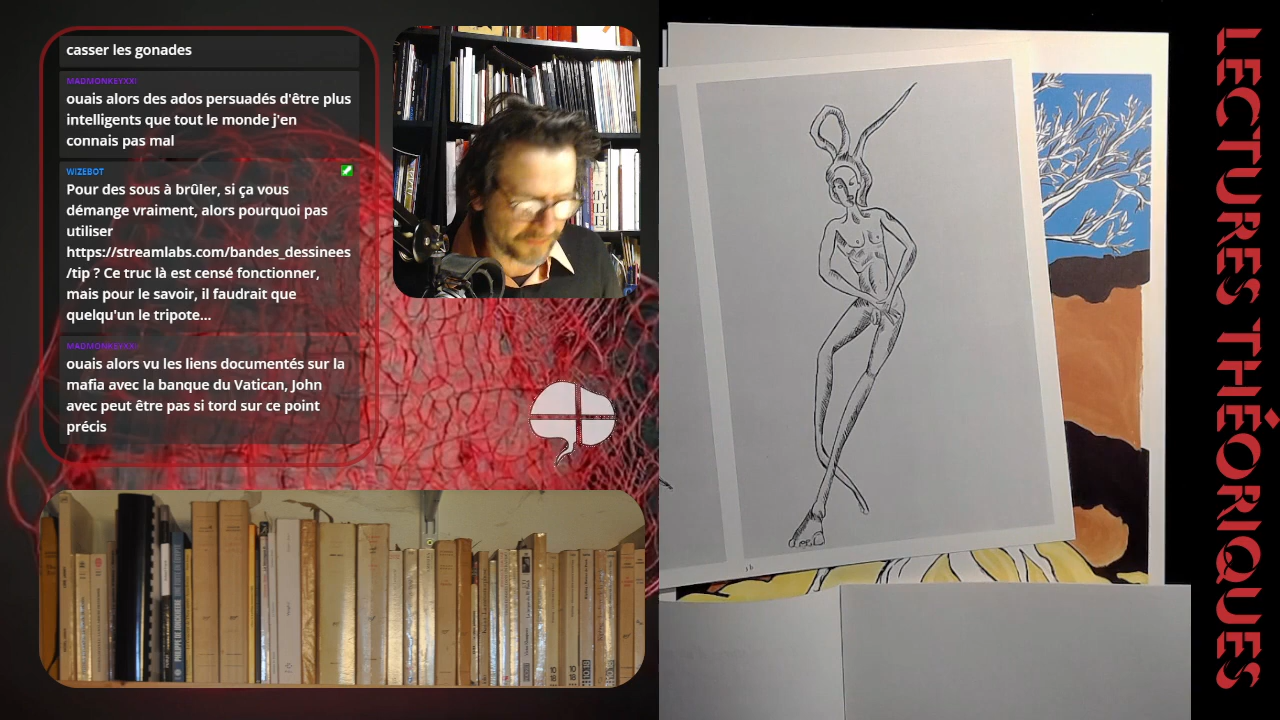 casser les gonades
MADMONKEYXXI
ouais alors des ados persuadés d'être plus
intelligents que tout le monde j'en
connais pas mal
WIZEBOT
Pour des sous à brûler, si ça vous
démange vraiment, alors pourquoi pas
utiliser
https://streamlabs.com/bandes_dessinees
/tip ? Ce truc là est censé fonctionner,
mais pour le savoir, il faudrait que
quelqu'un le tripote...
MADMONKEYXXI
ouais alors vu les liens documentés sur la
mafia avec la banque du Vatican, John
avec peut être pas si tord sur ce point
précis
LECTURES THÉORIQUES